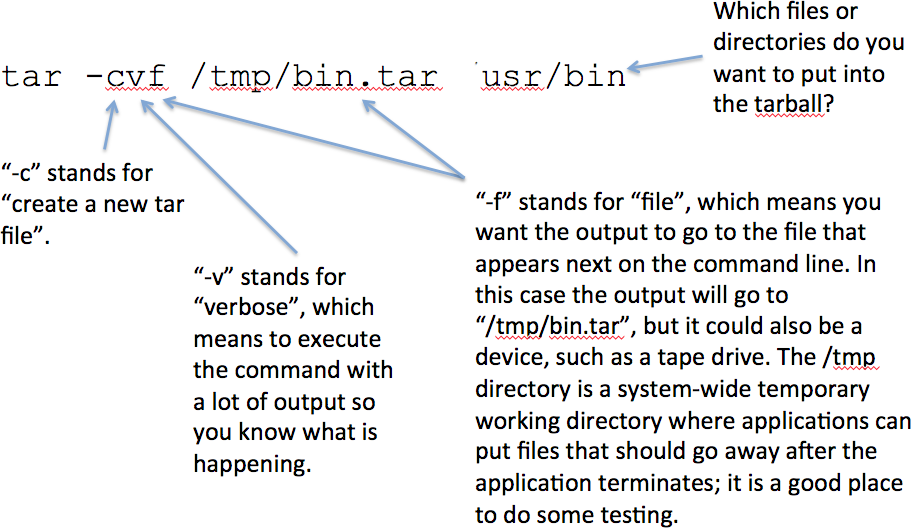 Which files or
directories do you
want to put into
the tarball?
tar -cvf /tmp/bin.tar usr/bin
“-c” stands for
“create a new tar
file”.
“-v” stands for
“verbose”, which
means to execute
the command with
a lot of output so
you know what is
happening.
“-f” stands for “file”, which means you
want the output to go to the file that
appears next on the command line. In
this case the output will go to
“/tmp/bin.tar”, but it could also be a
device, such as a tape drive. The /tmp
directory is a system-wide temporary
working directory where applications can
put files that should go away after the
application terminates; it is a good place
to do some testing.